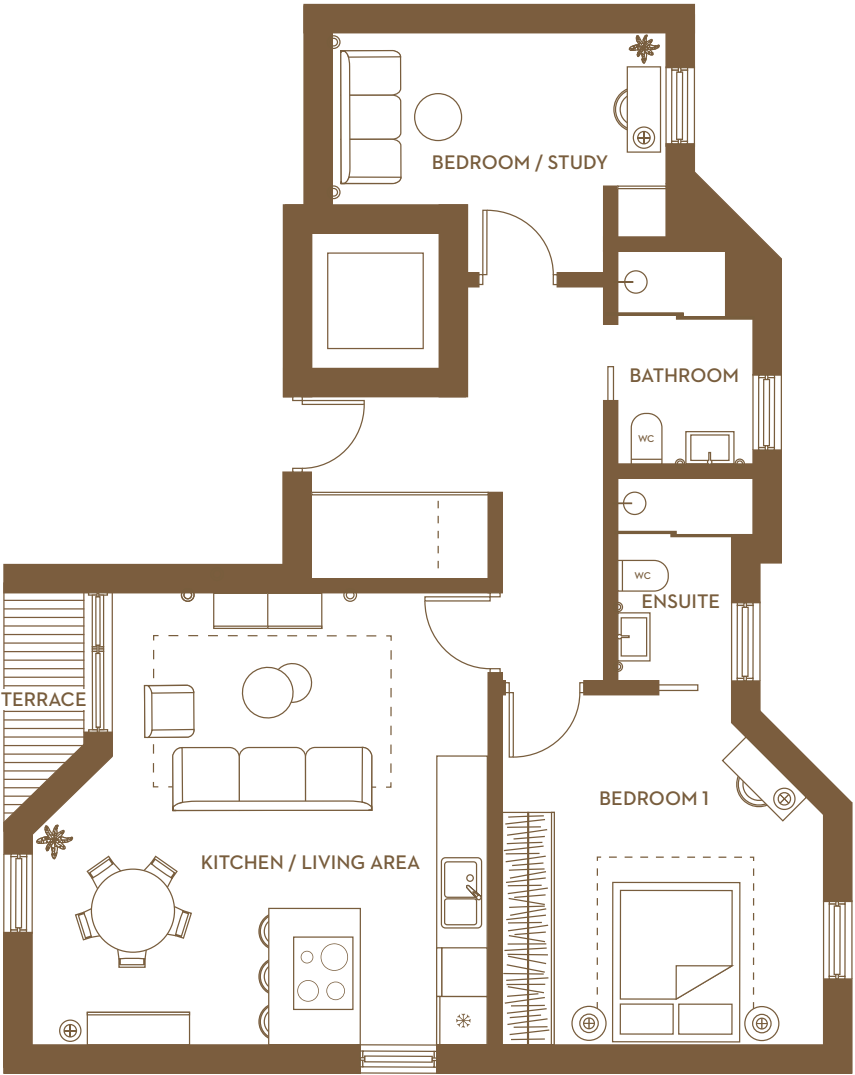 BEDROOM / STUDY
BATHROOM
WC
WC
ENSUITE
TERRACE
BEDROOM 1
KITCHEN / LIVING AREA